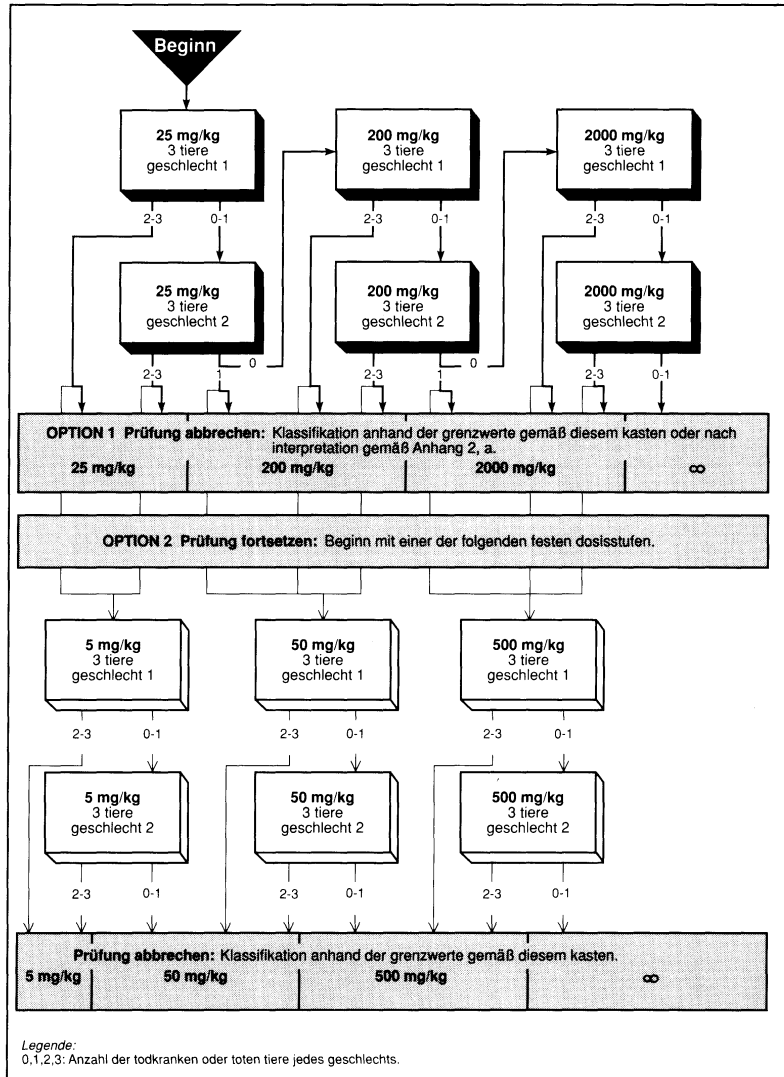 Beginn
25 mg/kg
3 tiere
geschlecht 1
200 mg/kg
3 tiere
geschlecht 1
2000 mg/kg
3 tiere
geschlecht 1
2-3 0-1 2-3 0-1 2-3 0-1
25 mg/kg
3 tiere
geschlecht 2
200 mg/kg
3 tiere
geschlecht 2
2000 mg/kg
3 tiere
geschlecht 2
0 0
2-3 1 2-3 1 2-3 0-1
OPTION 1 Prüfung abbrechen: Klassifikation anhand der grenzwerte gemäß diesem kasten oder nach
interpretation gemäß Anhang 2, a.
25 mg/kg 200 mg/kg 2000 mg/kg ∞
OPTION 2 Prüfung fortsetzen: Beginn mit einer der folgenden festen dosisstufen.
5 mg/kg
3 tiere
geschlecht 1
50 mg/kg
3 tiere
geschlecht 1
500 mg/kg
3 tiere
geschlecht 1
2-3 0-1 2-3 0-1 2-3 0-1
5 mg/kg
3 tiere
geschlecht 2
50 mg/kg
3 tiere
geschlecht 2
500 mg/kg
3 tiere
geschlecht 2
2-3 0-1 2-3 0-1 2-3 0-1
Prüfung abbrechen: Klassifikation anhand der grenzwerte gemäß diesem kasten.
5 mg/kg 50 mg/kg 500 mg/kg ∞
Legende:
0,1,2,3: Anzahl der todkranken oder toten tiere jedes geschlechts.